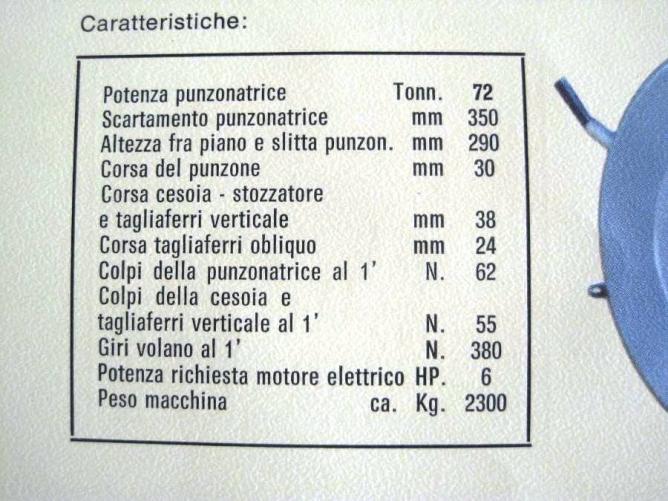 Caratteristiche:
Potenza punzonatrice Tonn. 72
Scartamento punzonatrice mm 350
Altezza fra piano e slitta punzon. mm 290
Corsa del punzone mm 30
Corsa cesoia - stozzatore
e tagliaferri verticale mm 38
Corsa tagliaferri obliquo mm 24
Colpi della punzonatrice al 1' N. 62
Colpi della cesoia e
tagliaferri verticale al 1' N. 55
Giri volano al 1' N. 380
Potenza richiesta motore elettrico HP. 6
Peso macchina ca. Kg. 2300